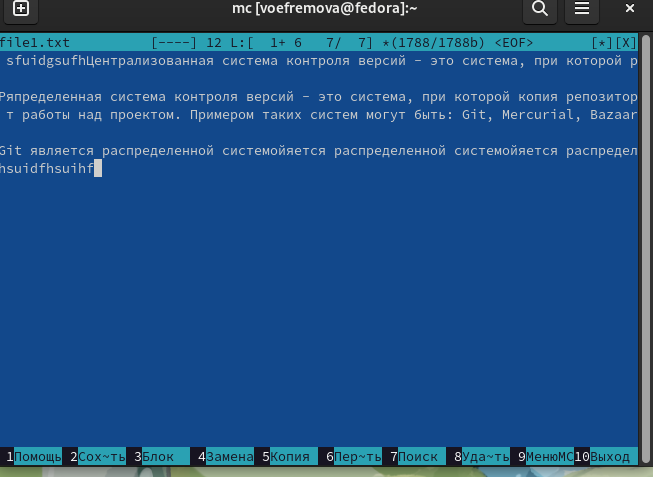 mc [voefremova@fedora]:~
file1.txt [----] 12 L:[ 1+ 6 7/ 7] *(1788/1788b) <EOF> [*][X]
sfuidgsufhЦентрализованная система контроля версий – это система, при которой р
Ряпределенная система контроля версий – это система, при которой копия репозитор
т работы над проектом. Примером таких систем могут быть: Git, Mercurial, Bazaar
Git является распределенной системойяется распределенной системойяется распредел
hsuidfhsuihf
1Помощь 2Сох~ть 3Блок 4Замена 5Копия 6Пер~ть 7Поиск 8Уда~ть 9МенюMC 10Выход